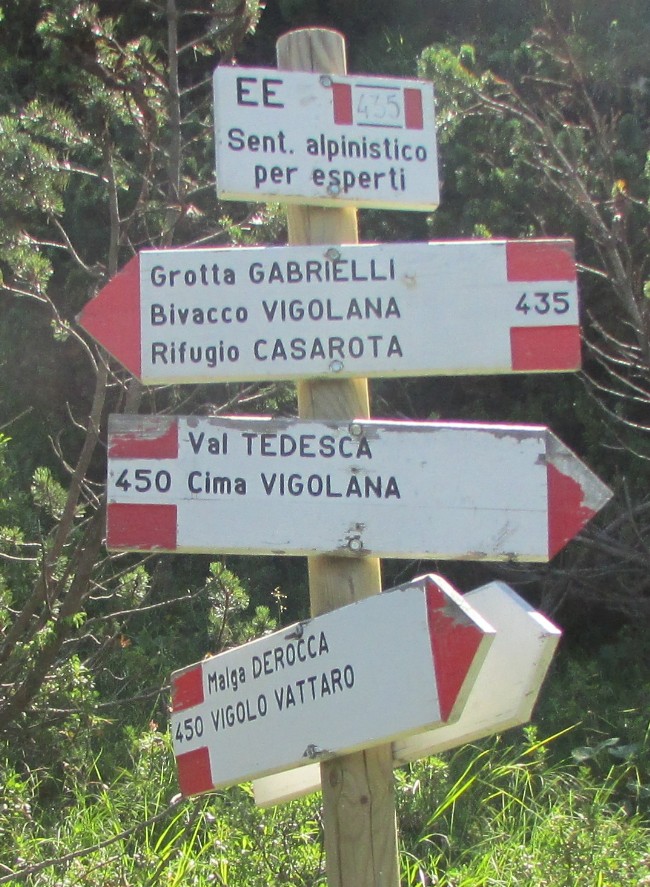 EE 435
Sent. alpinistico
per esperti
Grotta GABRIELLI
Bivacco VIGOLANA 435
Rifugio CASAROTA
Val TEDESCA
450 Cima VIGOLANA
Malga DEROCCA
450 VIGOLO VATTARO